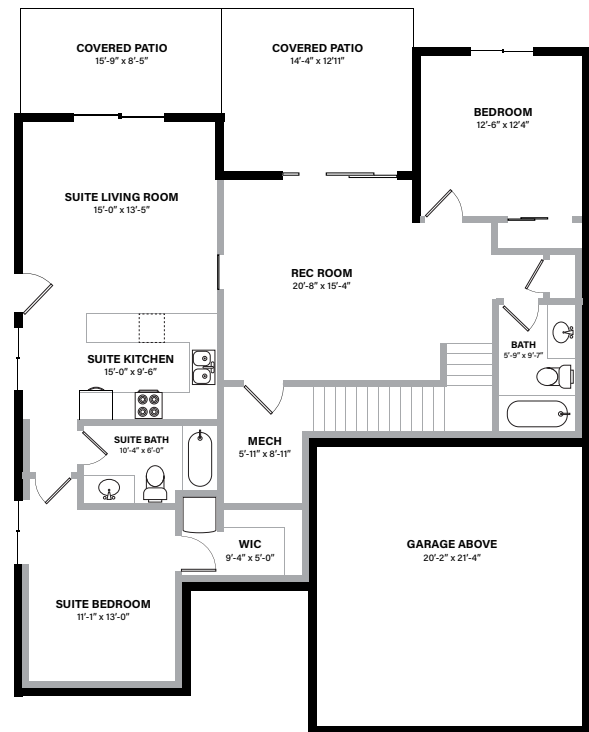 COVERED PATIO
15'-9" x 8'-5"
COVERED PATIO
14'-4" x 12'11"
BEDROOM
12'-6" x 12'4"
SUITE LIVING ROOM
15'-0" x 13'-5"
REC ROOM
20'-8" x 15'-4"
BATH
5'-9" x 9'-7"
SUITE KITCHEN
15'-0" x 9'-6"
SUITE BATH
10'-4" x 6'-0"
MECH
5'-11" x 8'-11"
WIC
9'-4" x 5'-0"
GARAGE ABOVE
20'-2" x 21'-4"
SUITE BEDROOM
11'-1" x 13'-0"